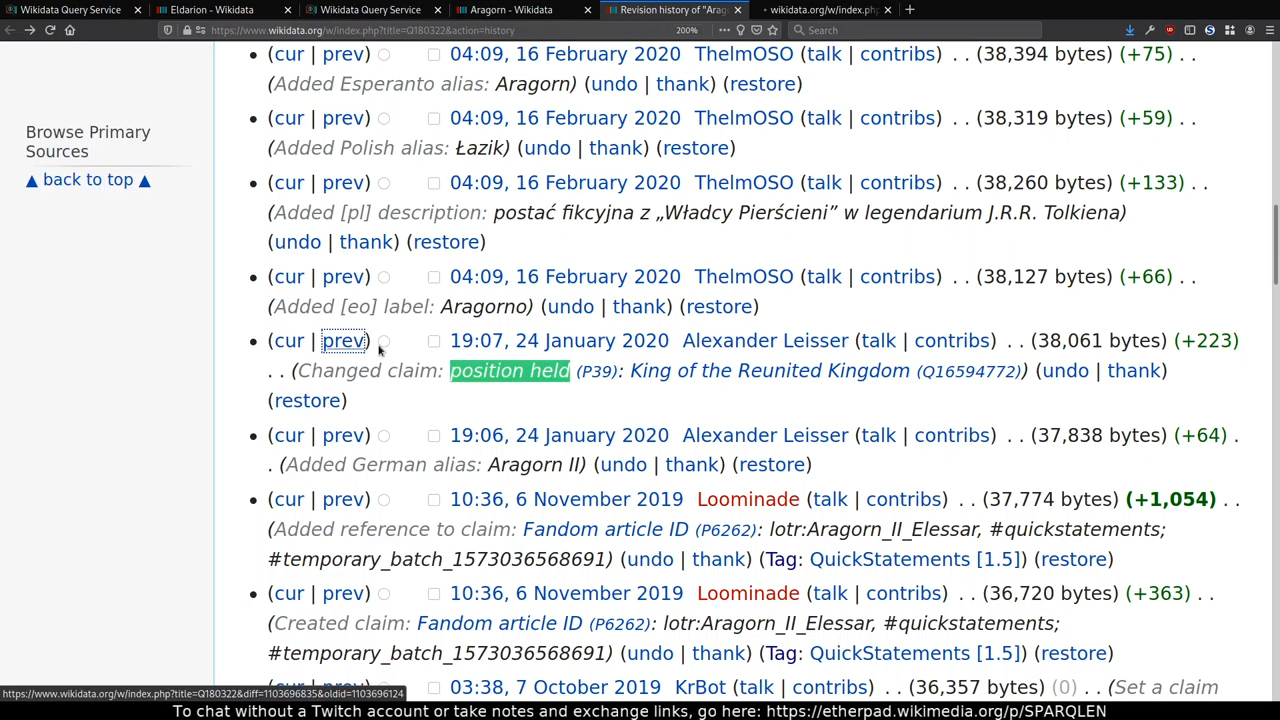 Wikidata Query Service
Eldarion - Wikidata
Wikidata Query Service
Aragorn - Wikidata
Revision history of "Arag
wikidata.org/w/index.ph
https://www.wikidata.org/w/index.php?title=Q180322&action=history
200%
Search
• (cur | prev) 04:09, 16 February 2020 ThelmOSO (talk | contribs) . . (38,394 bytes) (+75) . .
(Added Esperanto alias: Aragorn) (undo | thank) (restore)
• (cur | prev) 04:09, 16 February 2020 ThelmOSO (talk | contribs) . . (38,319 bytes) (+59) . .
(Added Polish alias: Łazik) (undo | thank) (restore)
• (cur | prev) 04:09, 16 February 2020 ThelmOSO (talk | contribs) . . (38,260 bytes) (+133) . .
(Added [pl] description: postać fikcyjna z „Władcy Pierścieni” w legendarium J.R.R. Tolkiena)
(undo | thank) (restore)
• (cur | prev) 04:09, 16 February 2020 ThelmOSO (talk | contribs) . . (38,127 bytes) (+66) . .
(Added [eo] label: Aragorno) (undo | thank) (restore)
• (cur | prev) 19:07, 24 January 2020 Alexander Leisser (talk | contribs) . . (38,061 bytes) (+223)
. . (Changed claim: position held (P39): King of the Reunited Kingdom (Q16594772)) (undo | thank)
(restore)
• (cur | prev) 19:06, 24 January 2020 Alexander Leisser (talk | contribs) . . (37,838 bytes) (+64) .
. (Added German alias: Aragorn II) (undo | thank) (restore)
• (cur | prev) 10:36, 6 November 2019 Loominade (talk | contribs) . . (37,774 bytes) (+1,054) . .
(Added reference to claim: Fandom article ID (P6262): lotr:Aragorn_II_Elessar, #quickstatements;
#temporary_batch_1573036568691) (undo | thank) (Tag: QuickStatements [1.5]) (restore)
• (cur | prev) 10:36, 6 November 2019 Loominade (talk | contribs) . . (36,720 bytes) (+363) . .
(Created claim: Fandom article ID (P6262): lotr:Aragorn_II_Elessar, #quickstatements;
#temporary_batch_1573036568691) (undo | thank) (Tag: QuickStatements [1.5]) (restore)
03:38, 7 October 2019 KrBot (talk | contribs) . . (36,357 bytes) (0) . . (Set a claim
Browse Primary
Sources
▲ back to top ▲
https://www.wikidata.org/w/index.php?title=Q180322&diff=1103696835&oldid=1103696124
To chat without a Twitch account or take notes and exchange links, go here: https://etherpad.wikimedia.org/p/SPARQLEN